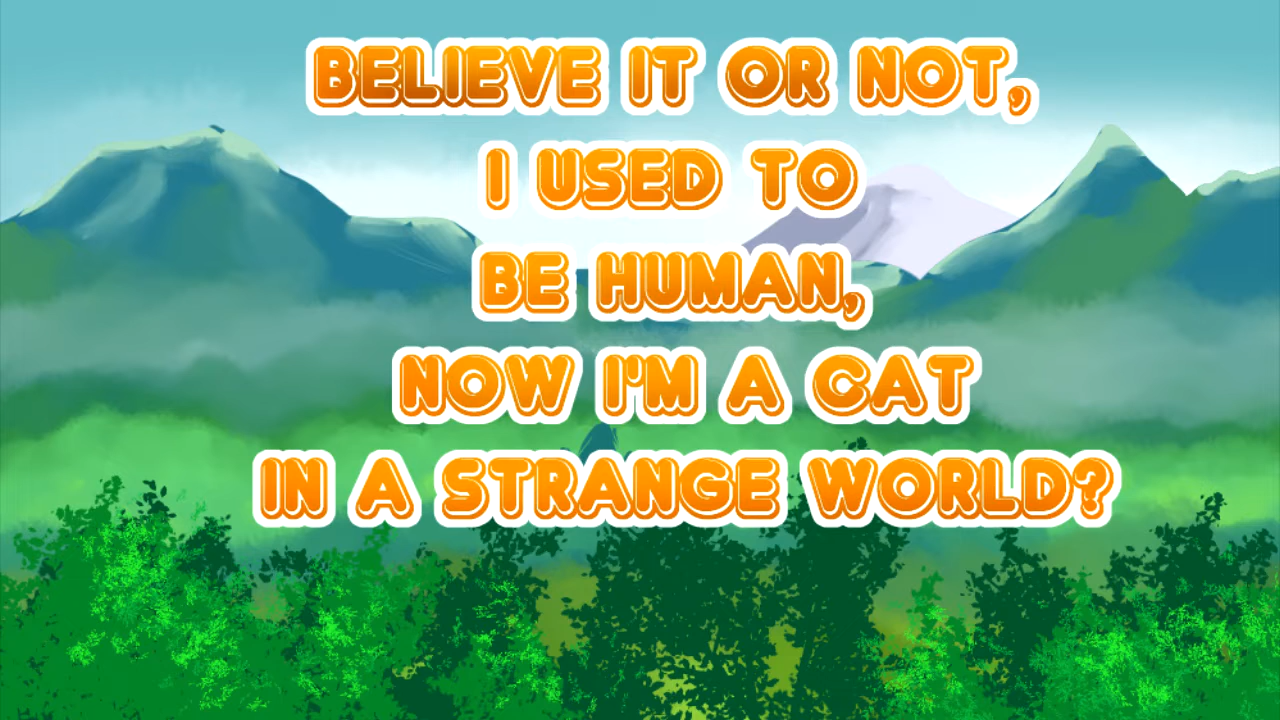 BELIEVE IT OR NOT,
I USED TO
BE HUMAN,
NOW I'M A CAT
IN A STRANGE WORLD?